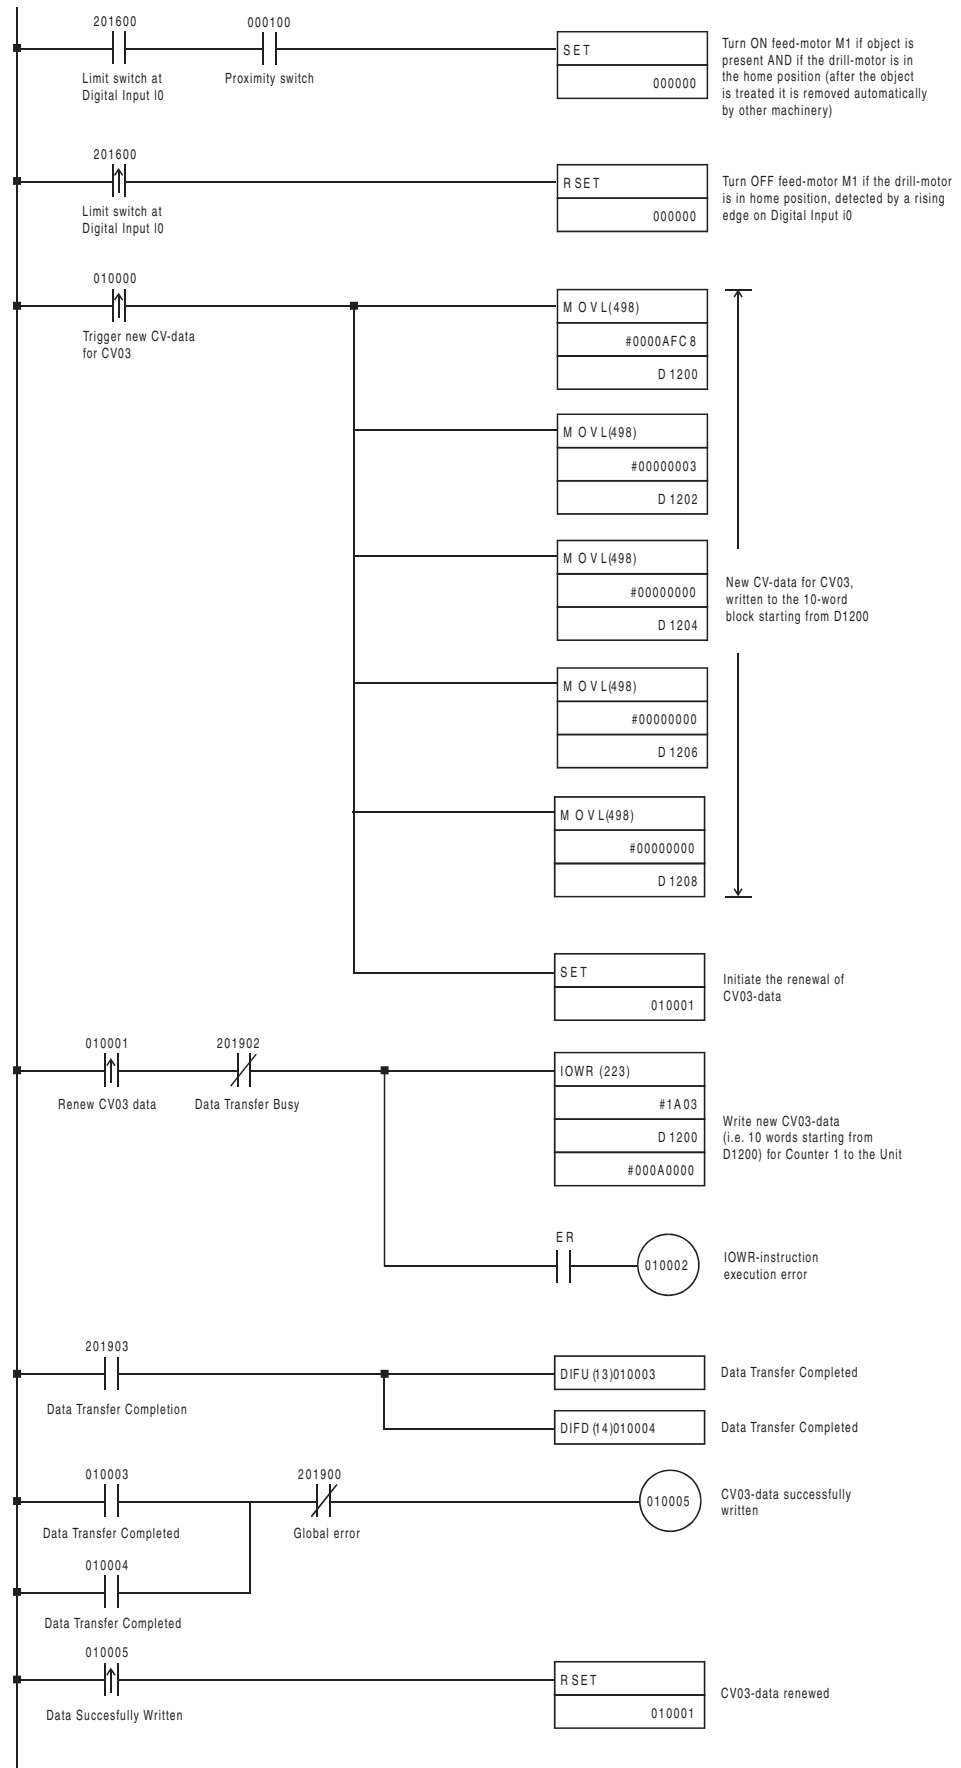 201600
000100
SET
000000
Limit switch at
Digital Input I0
Proximity switch
Turn ON feed-motor M1 if object is
present AND if the drill-motor is in
the home position (after the object
is treated it is removed automatically
by other machinery)
201600
RSET
000000
Limit switch at
Digital Input I0
Turn OFF feed-motor M1 if the drill-motor
is in home position, detected by a rising
edge on Digital Input i0
010000
Trigger new CV-data
for CV03
MOVL(498)
#0000AFC8
D1200
MOVL(498)
#00000003
D1202
MOVL(498)
#00000000
D1204
New CV-data for CV03,
written to the 10-word
block starting from D1200
MOVL(498)
#00000000
D1206
MOVL(498)
#00000000
D1208
SET
010001
Initiate the renewal of
CV03-data
010001
201902
Renew CV03 data
Data Transfer Busy
IOWR (223)
#1A03
D1200
#000A0000
Write new CV03-data
(i.e. 10 words starting from
D1200) for Counter 1 to the Unit
ER
010002
IOWR-instruction
execution error
201903
Data Transfer Completion
DIFU (13)010003
Data Transfer Completed
DIFD (14)010004
Data Transfer Completed
010003
201900
Data Transfer Completed
Global error
010005
CV03-data successfully
written
010004
Data Transfer Completed
010005
Data Succesfully Written
RSET
010001
CV03-data renewed